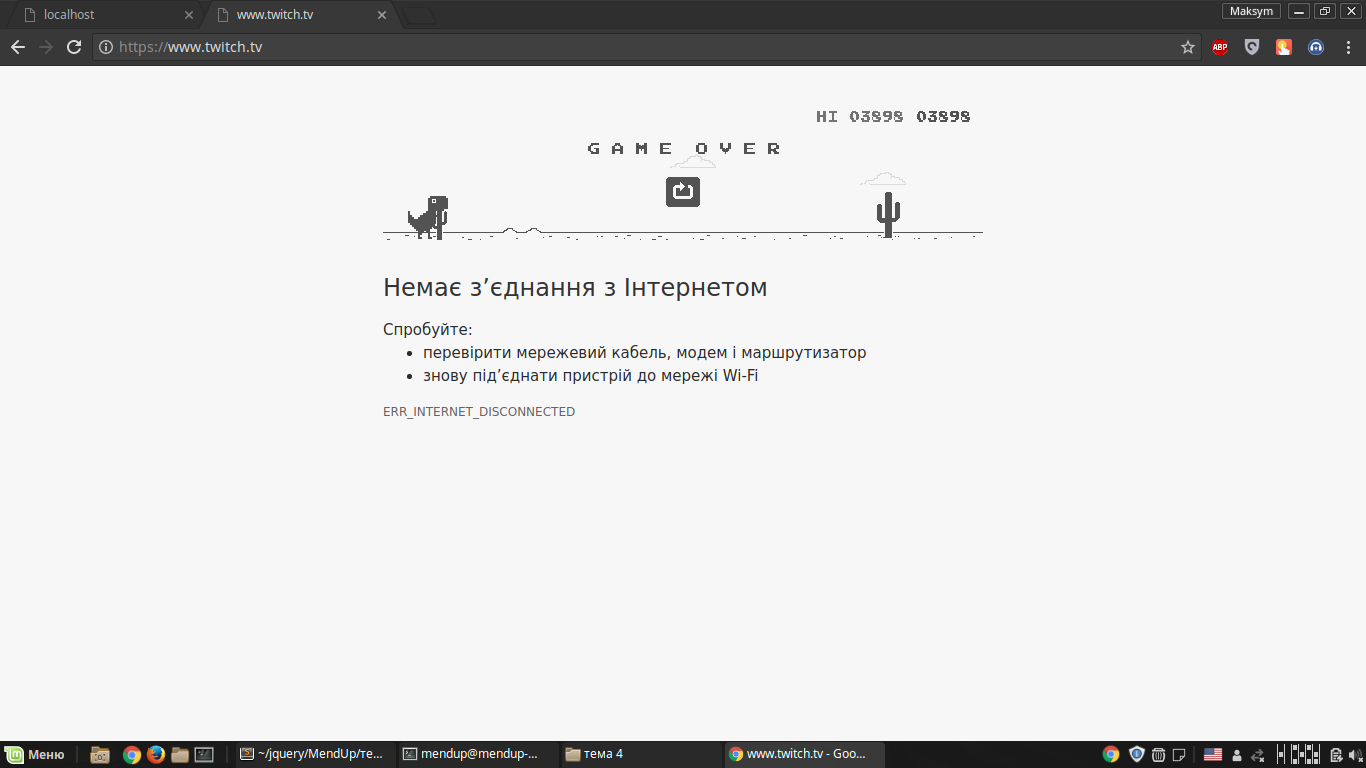 localhost
www.twitch.tv
Maksym
https://www.twitch.tv
ABP
HI 03898 03898
GAME OVER
Немає з’єднання з Інтернетом
Спробуйте:
• перевірити мережевий кабель, модем і маршрутизатор
• знову під’єднати пристрій до мережі Wi-Fi
ERR_INTERNET_DISCONNECTED
Меню
~/jquery/MendUp/те...
mendup@mendup-...
тема 4
www.twitch.tv - Goo...